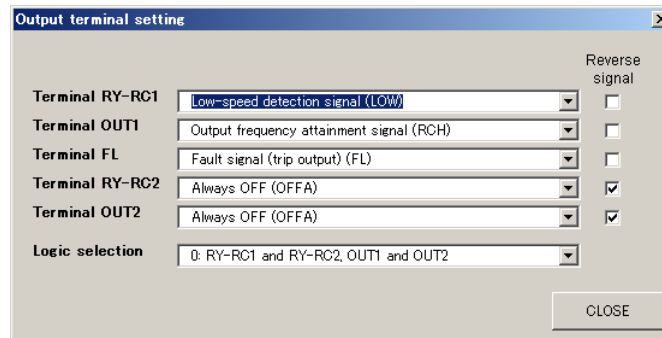 Output terminal setting
Reverse
signal
Terminal RY-RC1 Low-speed detection signal (LOW)
Terminal OUT1 Output frequency attainment signal (RCH)
Terminal FL Fault signal (trip output) (FL)
Terminal RY-RC2 Always OFF (OFFA)
Terminal OUT2 Always OFF (OFFA)
Logic selection 0: RY-RC1 and RY-RC2, OUT1 and OUT2
CLOSE